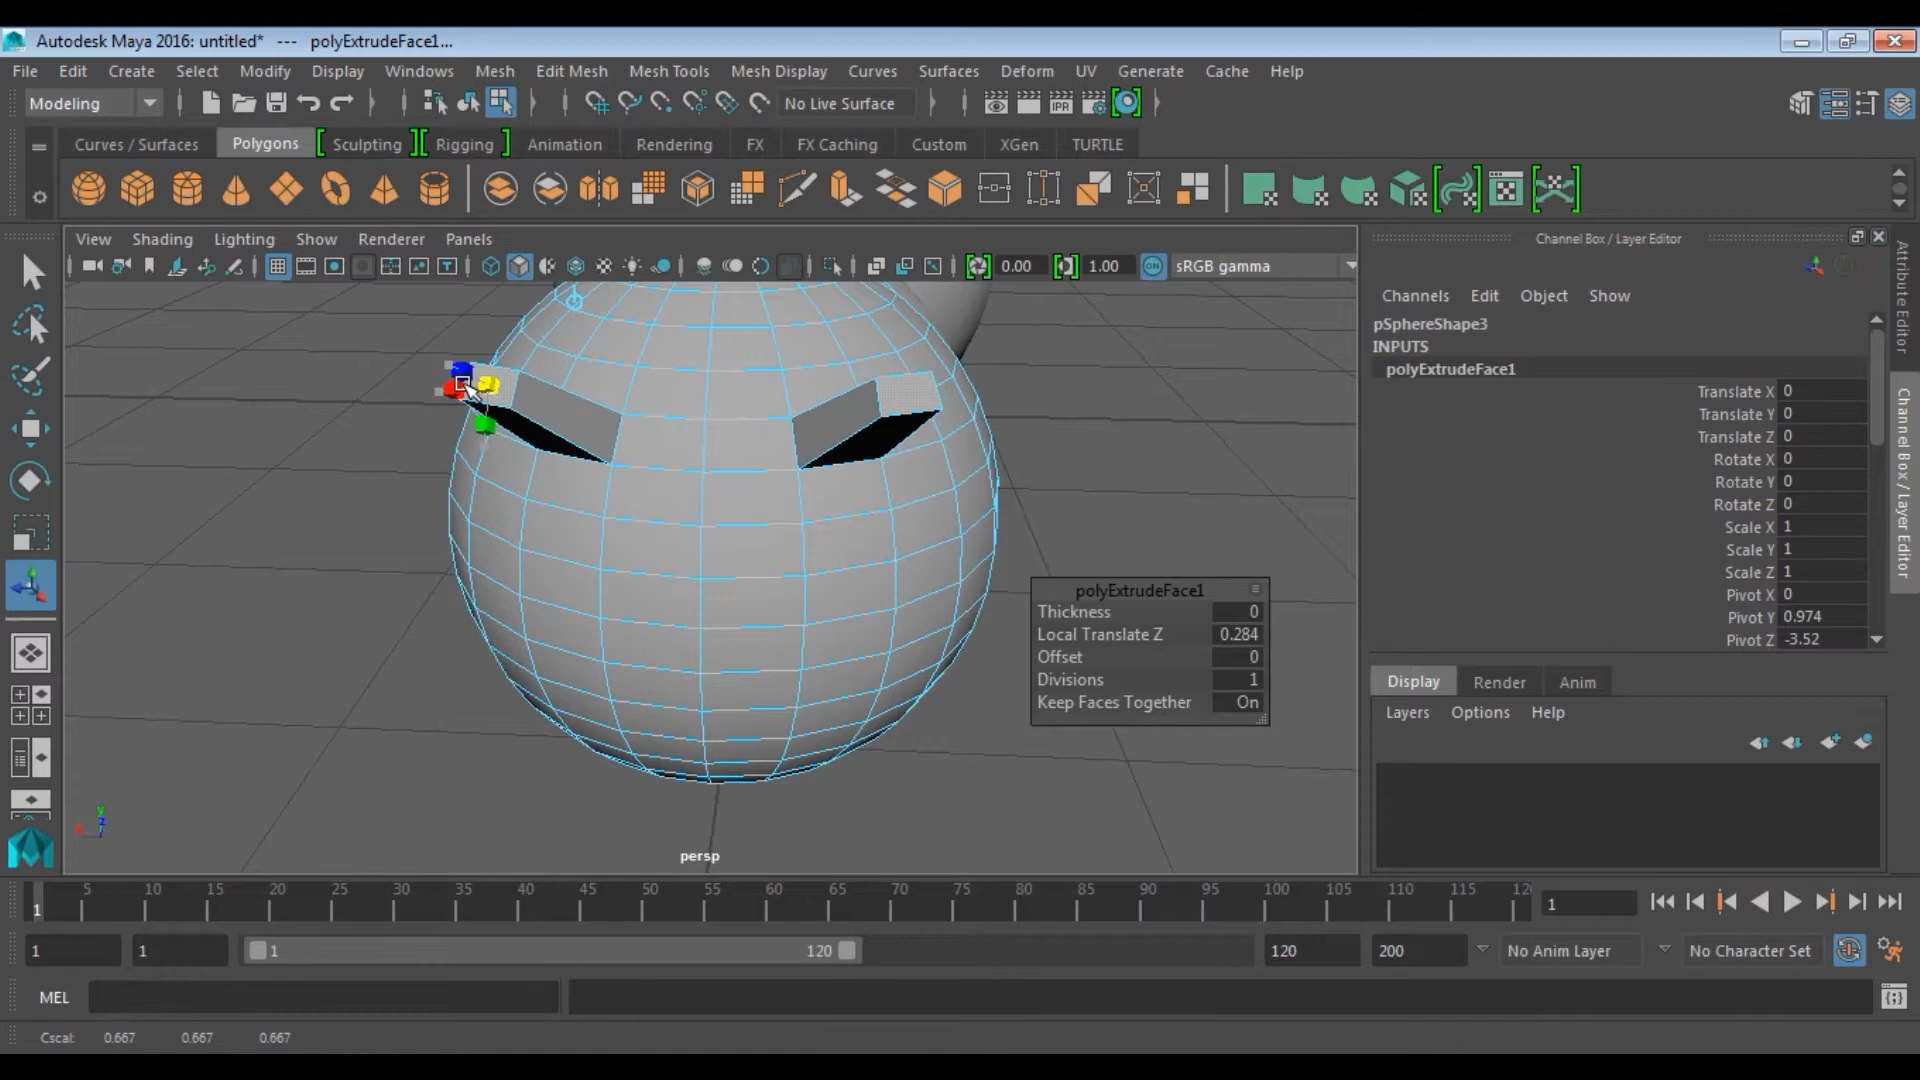 Autodesk Maya 2016: untitled* --- polyExtrudeFace1...
File Edit Create Select Modify Display Windows Mesh Edit Mesh Mesh Tools Mesh Display Curves Surfaces Deform UV Generate Cache Help
Modeling No Live Surface IPR
Curves / Surfaces Polygons Sculpting Rigging Animation Rendering FX FX Caching Custom XGen TURTLE
View Shading Lighting Show Renderer Panels
0.00 1.00 ON sRGB gamma
Channel Box / Layer Editor
Channels Edit Object Show
pSphereShape3
INPUTS
polyExtrudeFace1
Translate X 0
Translate Y 0
Translate Z 0
Rotate X 0
Rotate Y 0
Rotate Z 0
Scale X 1
Scale Y 1
Scale Z 1
Pivot X 0
Pivot Y 0.974
Pivot Z -3.52
Attribute Editor
Channel Box / Layer Editor
polyExtrudeFace1
Thickness 0
Local Translate Z 0.284
Offset 0
Divisions 1
Keep Faces Together On
Display Render Anim
Layers Options Help
persp
1 5 10 15 20 25 30 35 40 45 50 55 60 65 70 75 80 85 90 95 100 105 110 115 12
1
1 1 1 120 120 200 No Anim Layer No Character Set
MEL
Cscal: 0.667 0.667 0.667